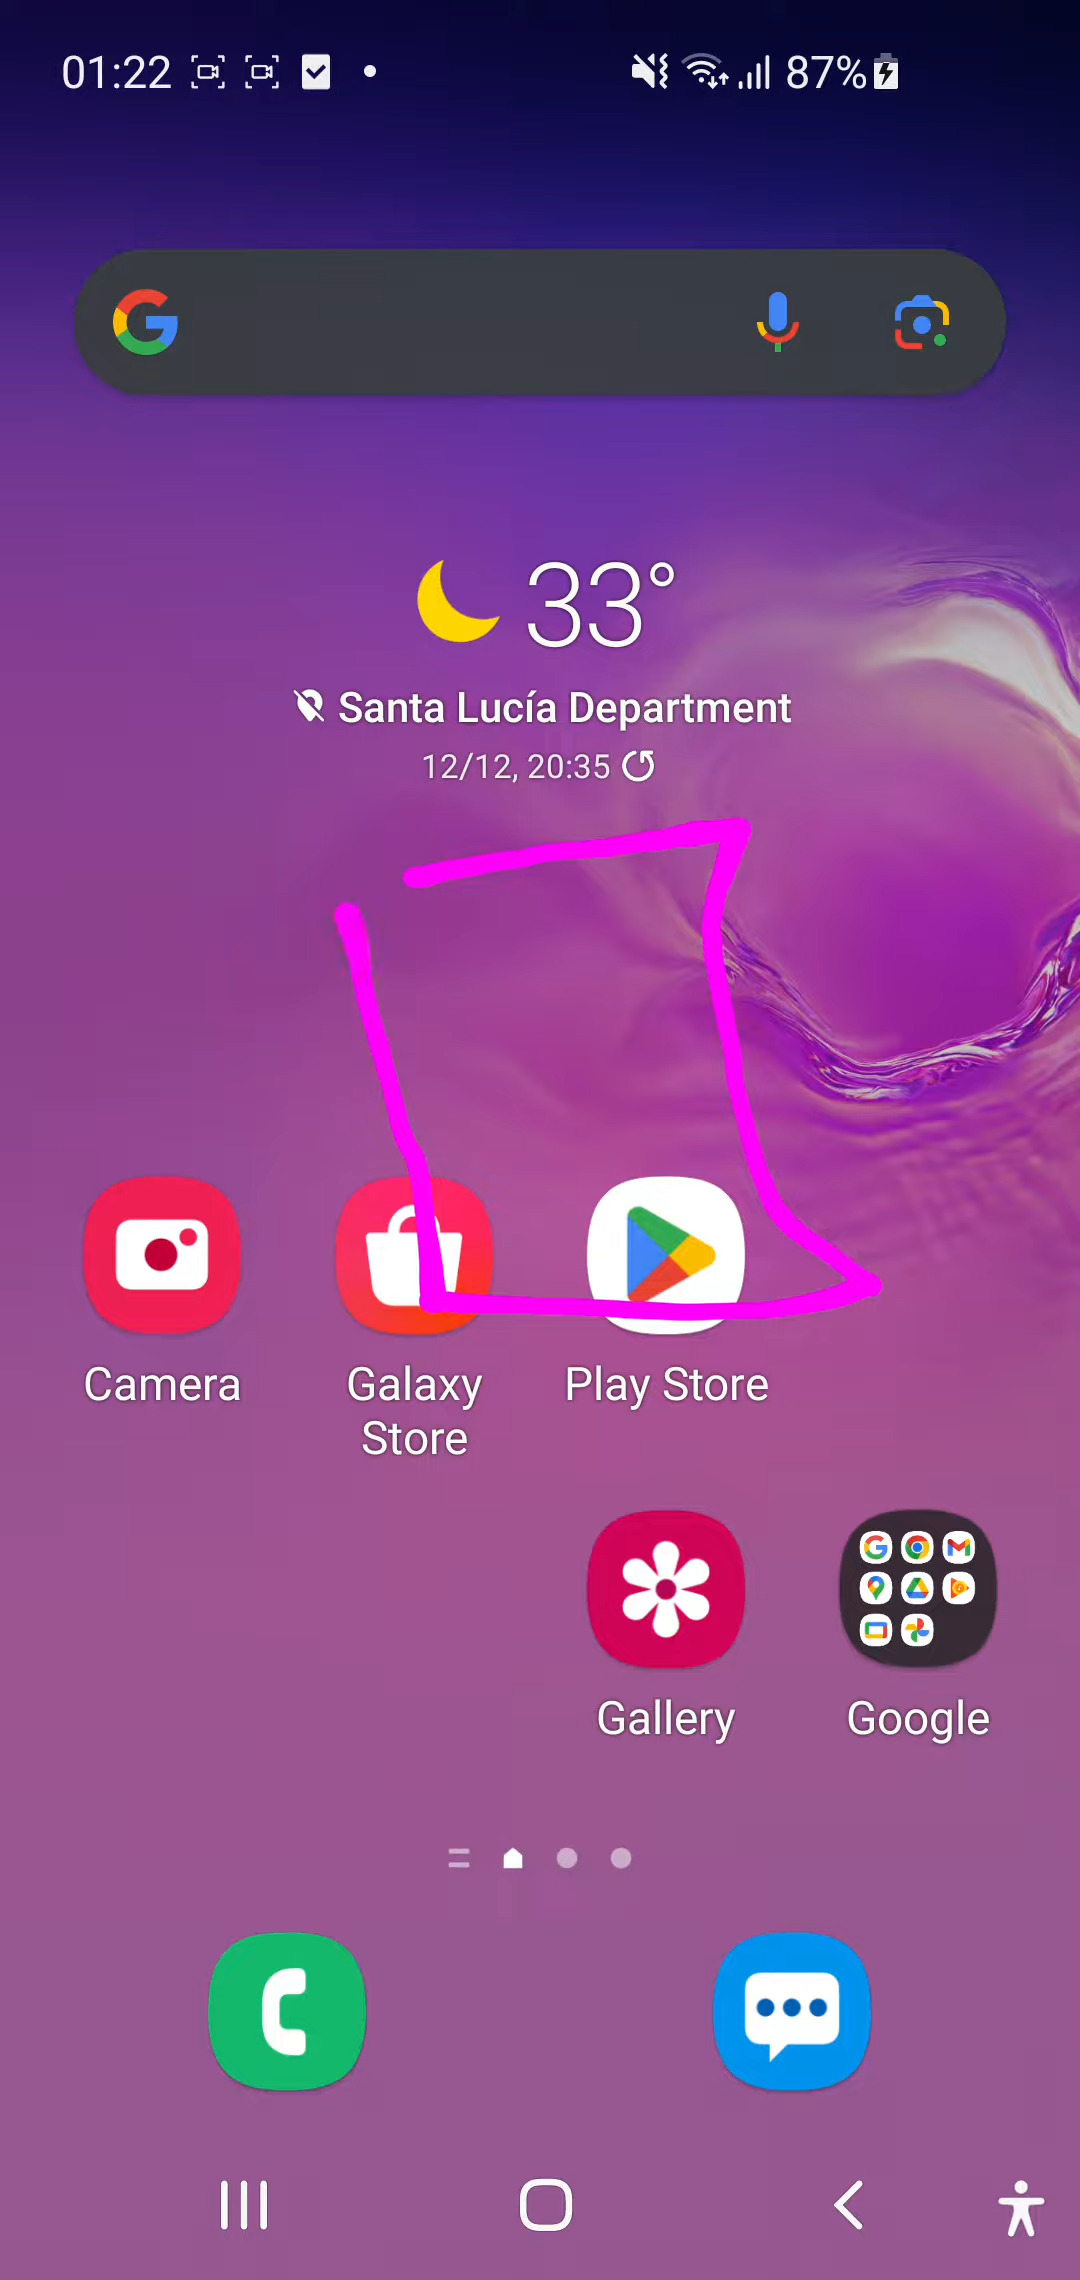 01:22 87%
33°
Santa Lucía Department
12/12, 20:35
Camera
Galaxy Store
Play Store
Gallery
Google